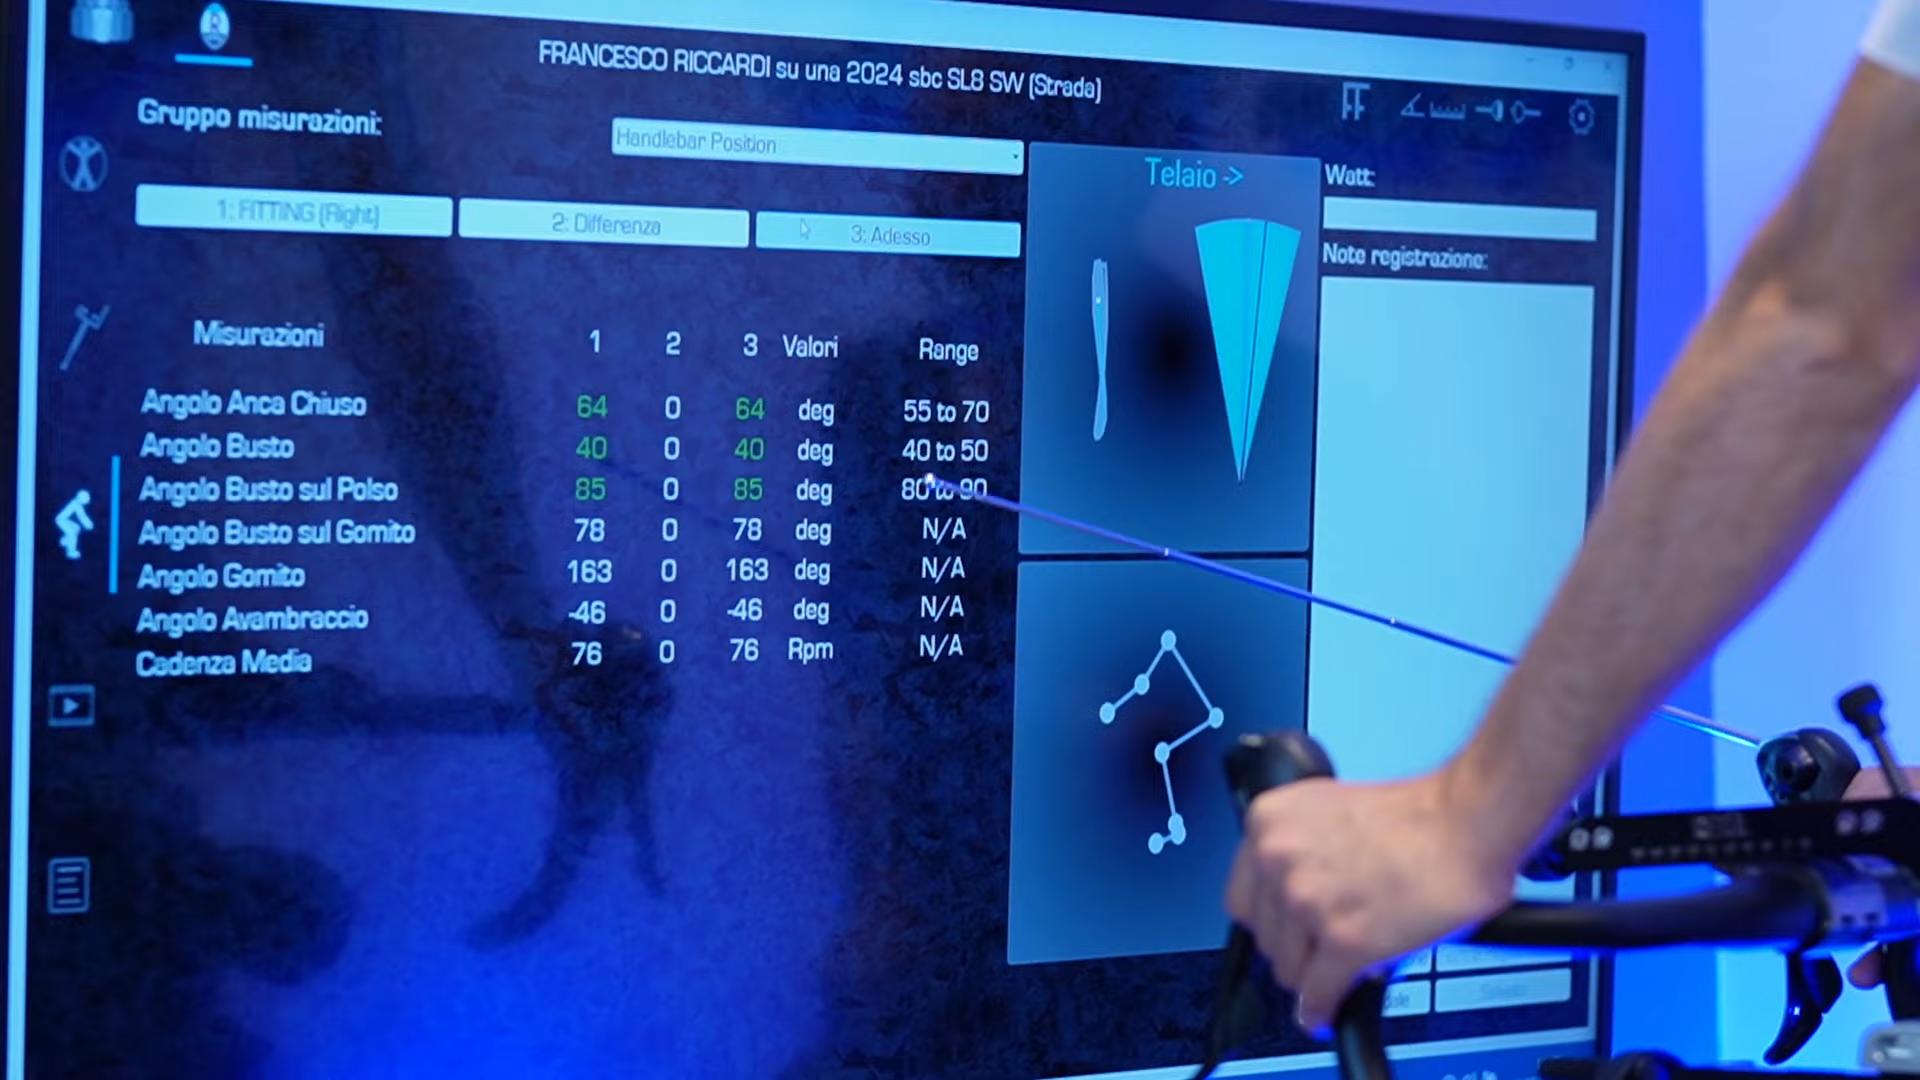 FRANCESCO RICCARDI su una 2024 sbc SL8 SW (Strada)
Gruppo misurazioni:
Handlebar Position
1: FITTING (Right)
2: Differenza
3: Adesso
Misurazioni 1 2 3 Valori Range
Angolo Anca Chiuso 64 0 64 deg 55 to 70
Angolo Busto 40 0 40 deg 40 to 50
Angolo Busto sul Polso 85 0 85 deg 80 to 90
Angolo Busto sul Gomito 78 0 78 deg N/A
Angolo Gomito 163 0 163 deg N/A
Angolo Avambraccio -46 0 -46 deg N/A
Cadenza Media 76 0 76 Rpm N/A
Telaio ->
Watt:
Note registrazione: